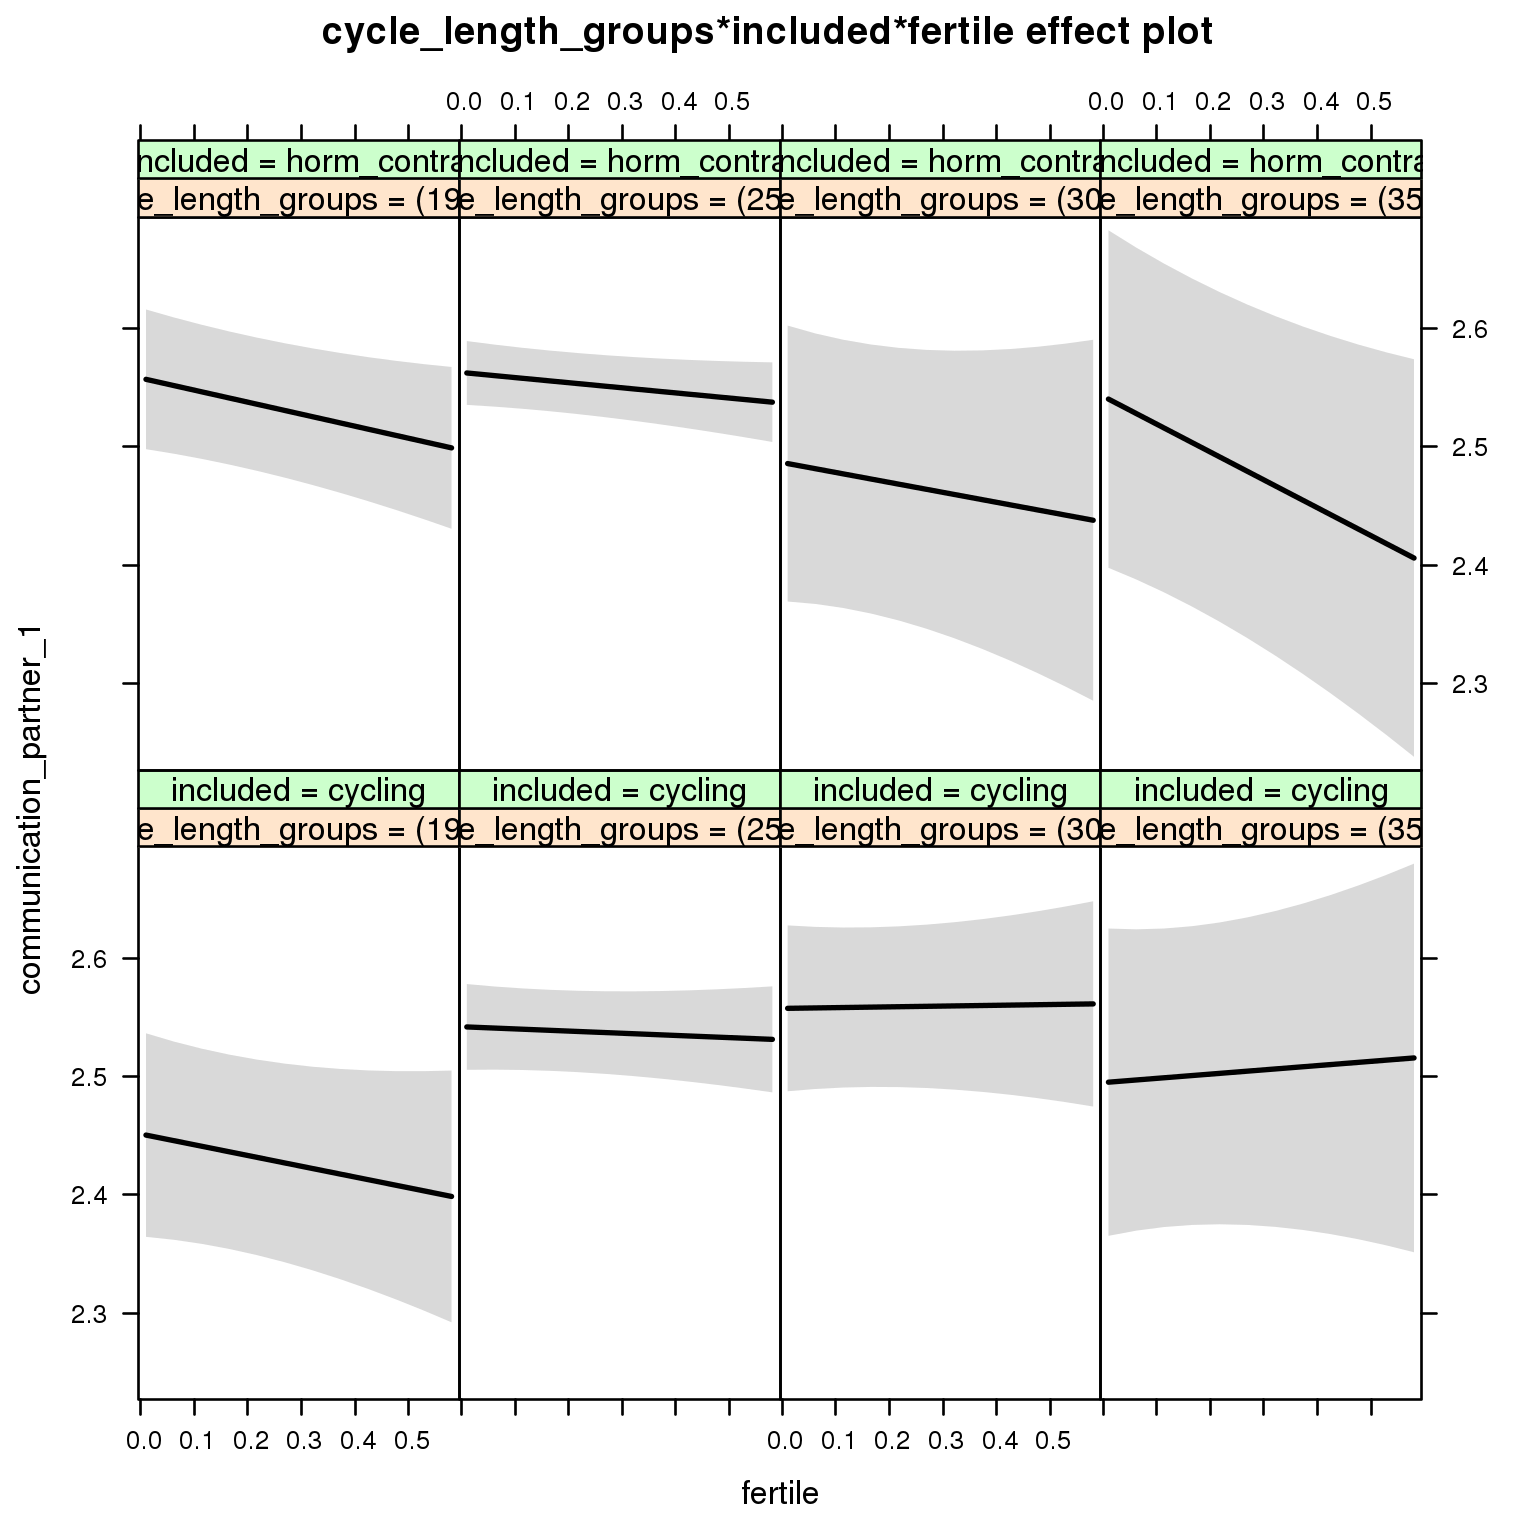 cycle_length_groups*included*fertile effect plot
0.0 0.1 0.2 0.3 0.4 0.5 0.0 0.1 0.2 0.3 0.4 0.5
ncluded = horm_contra ncluded = horm_contra ncluded = horm_contra ncluded = horm_contra
e_length_groups = (19 e_length_groups = (25 e_length_groups = (30 e_length_groups = (35
2.6
2.5
2.4
2.3
communication_partner_1
included = cycling included = cycling included = cycling included = cycling
e_length_groups = (19 e_length_groups = (25 e_length_groups = (30 e_length_groups = (35
2.6
2.5
2.4
2.3
0.0 0.1 0.2 0.3 0.4 0.5 0.0 0.1 0.2 0.3 0.4 0.5
fertile